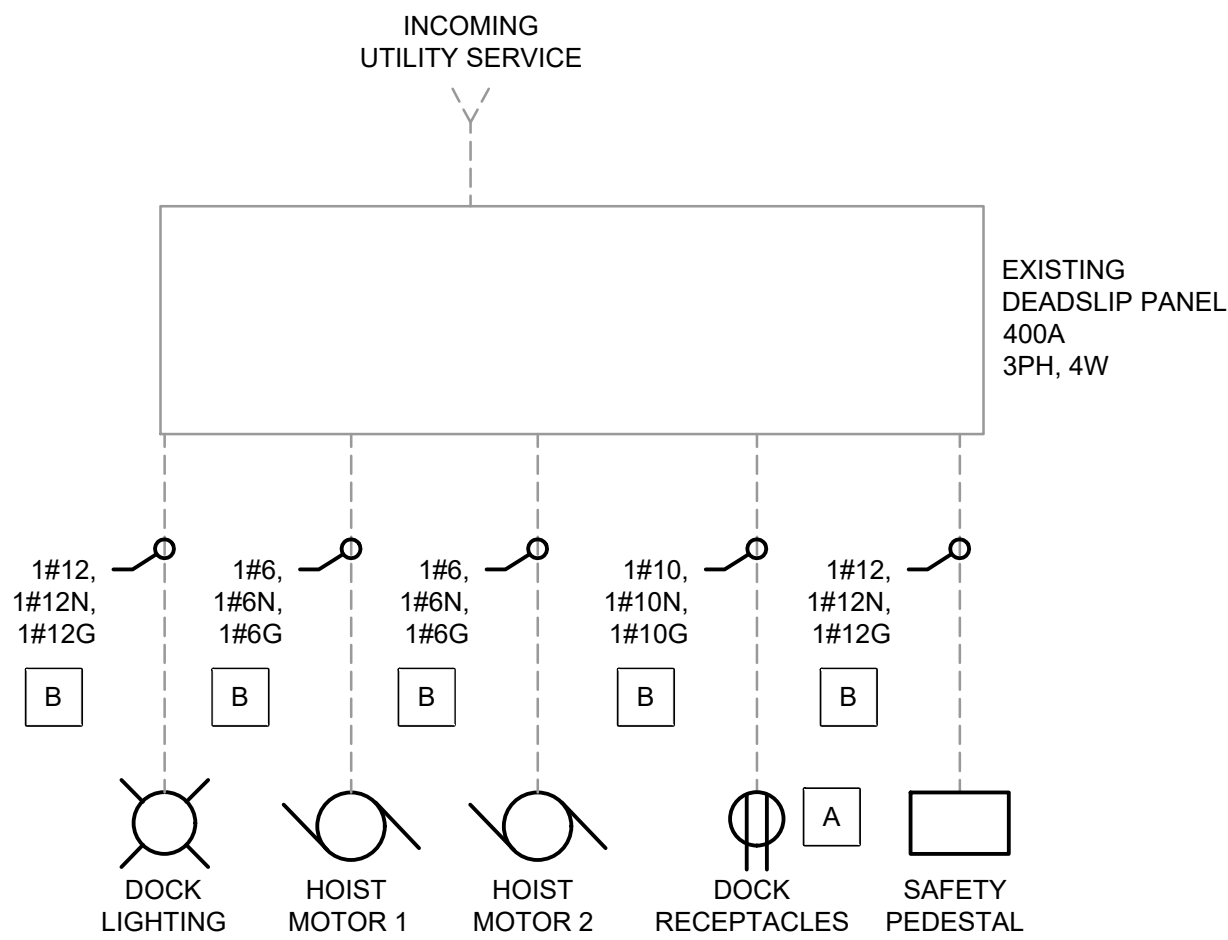 INCOMING
UTILITY SERVICE
EXISTING
DEADSLIP PANEL
400A
3PH, 4W
1#12,
1#12N,
1#12G
B
1#6,
1#6N,
1#6G
B
1#6,
1#6N,
1#6G
B
1#10,
1#10N,
1#10G
B
1#12,
1#12N,
1#12G
B
A
DOCK
LIGHTING
HOIST
MOTOR 1
HOIST
MOTOR 2
DOCK
RECEPTACLES
SAFETY
PEDESTAL